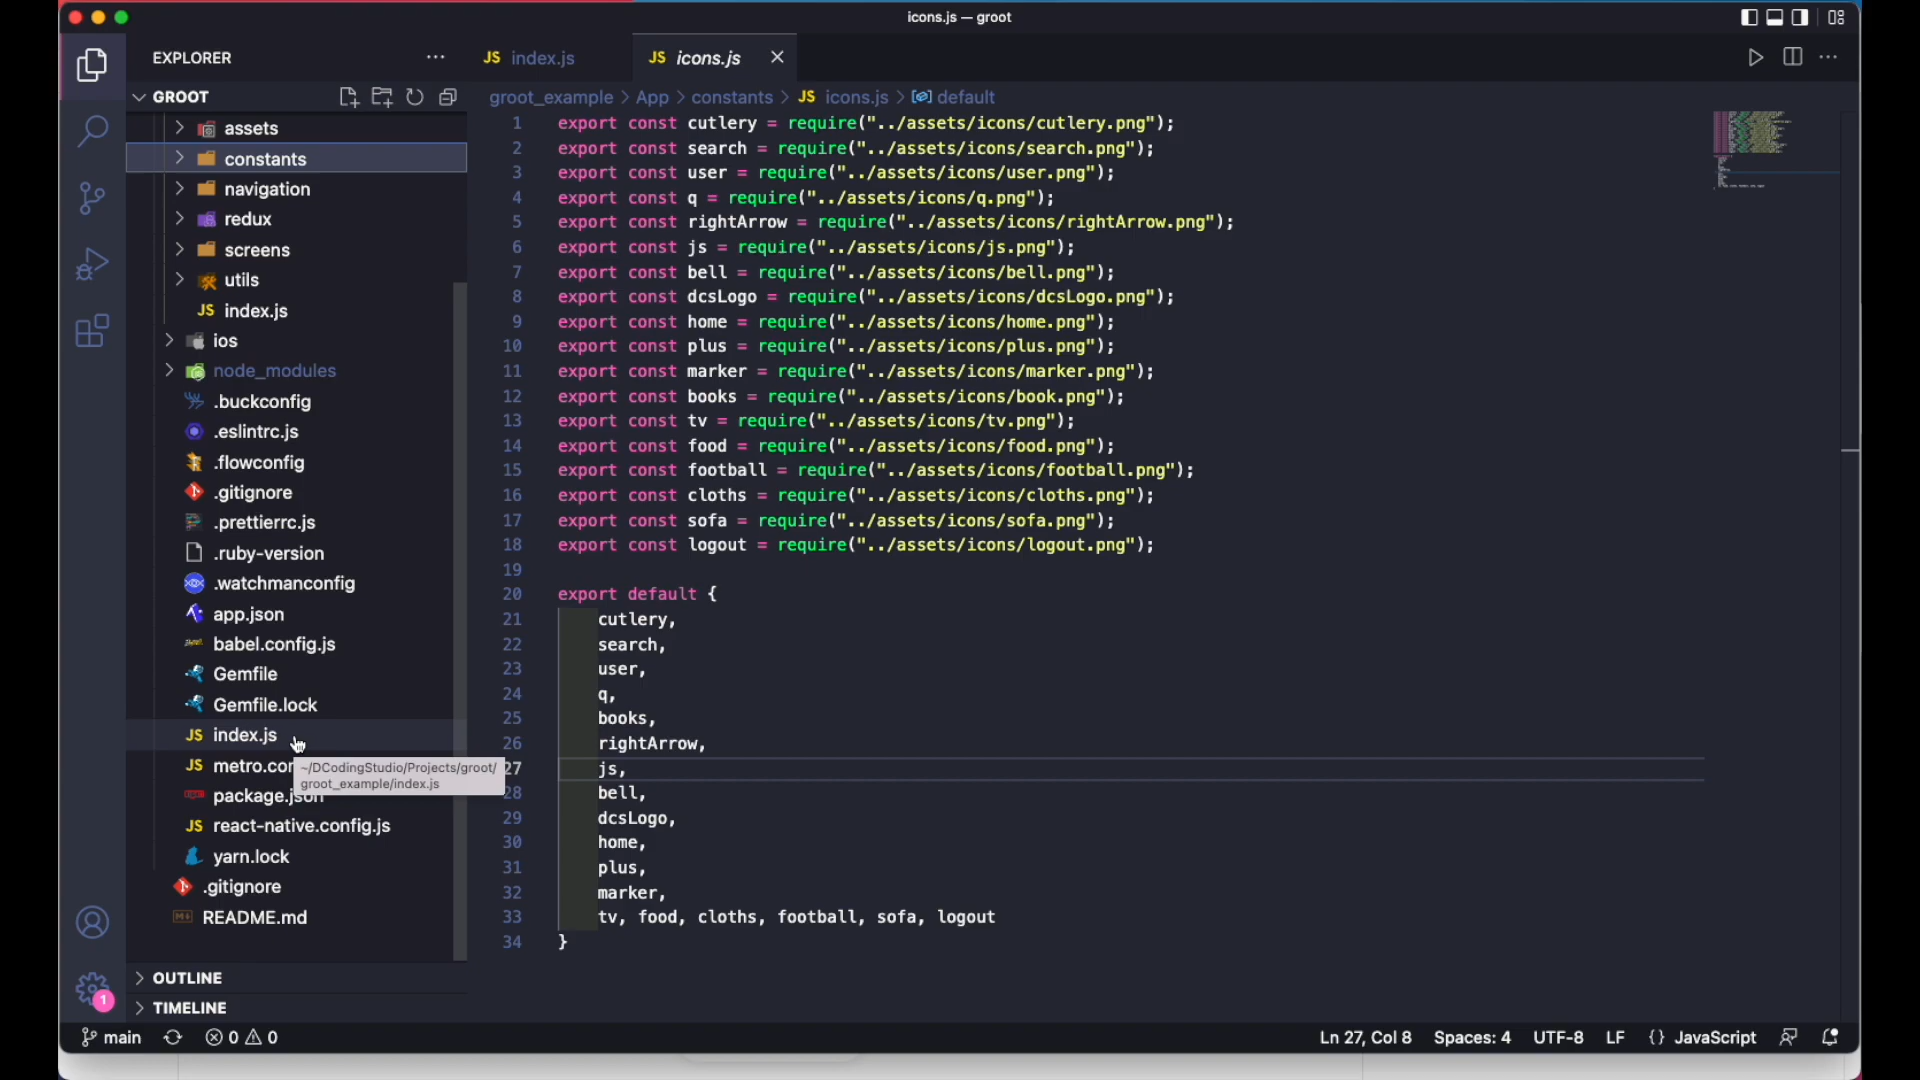 icons.js — groot
EXPLORER
JS index.js
JS icons.js
GROOT
groot_example > App > constants > JS icons.js > default
assets
constants
navigation
redux
screens
utils
JS index.js
ios
node_modules
.buckconfig
.eslintrc.js
.flowconfig
.gitignore
.prettierrc.js
.ruby-version
.watchmanconfig
app.json
babel.config.js
Gemfile
Gemfile.lock
JS index.js
JS metro.con
~/DCodingStudio/Projects/groot/
groot_example/index.js
package.json
JS react-native.config.js
yarn.lock
.gitignore
README.md
OUTLINE
TIMELINE
1 export const cutlery = require("../assets/icons/cutlery.png");
2 export const search = require("../assets/icons/search.png");
3 export const user = require("../assets/icons/user.png");
4 export const q = require("../assets/icons/q.png");
5 export const rightArrow = require("../assets/icons/rightArrow.png");
6 export const js = require("../assets/icons/js.png");
7 export const bell = require("../assets/icons/bell.png");
8 export const dcsLogo = require("../assets/icons/dcsLogo.png");
9 export const home = require("../assets/icons/home.png");
10 export const plus = require("../assets/icons/plus.png");
11 export const marker = require("../assets/icons/marker.png");
12 export const books = require("../assets/icons/book.png");
13 export const tv = require("../assets/icons/tv.png");
14 export const food = require("../assets/icons/food.png");
15 export const football = require("../assets/icons/football.png");
16 export const cloths = require("../assets/icons/cloths.png");
17 export const sofa = require("../assets/icons/sofa.png");
18 export const logout = require("../assets/icons/logout.png");
19
20 export default {
21 cutlery,
22 search,
23 user,
24 q,
25 books,
26 rightArrow,
27 js,
28 bell,
29 dcsLogo,
30 home,
31 plus,
32 marker,
33 tv, food, cloths, football, sofa, logout
34 }
1
main 0 0 Ln 27, Col 8 Spaces: 4 UTF-8 LF {} JavaScript